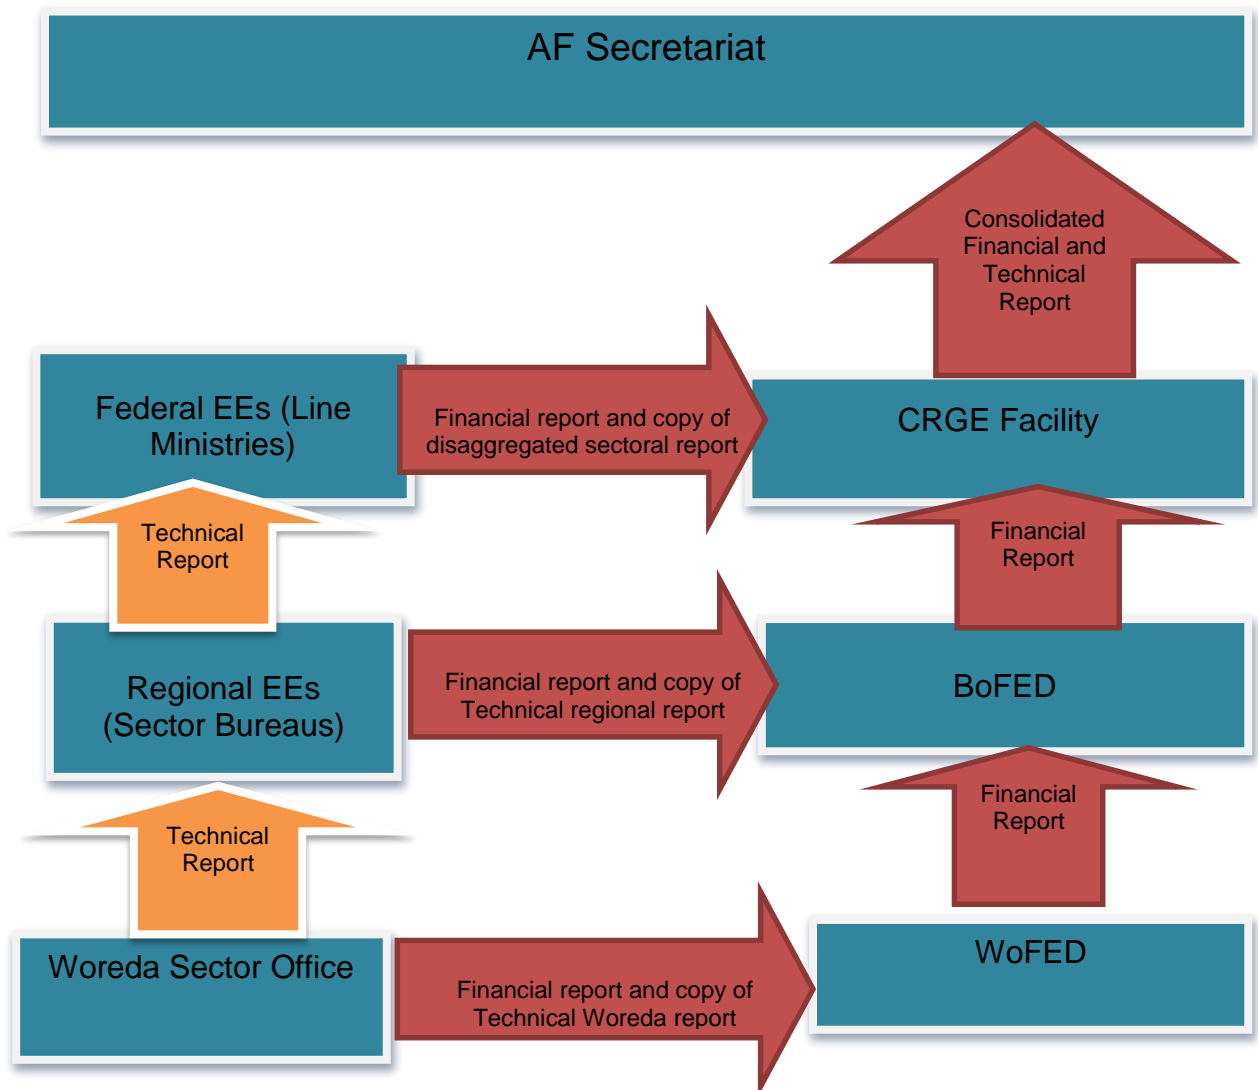 AF Secretariat
Consolidated
Financial and
Technical
Report
Federal EEs (Line
Ministries)
Financial report and copy of
disaggregated sectoral report
CRGE Facility
Technical
Report
Financial
Report
Regional EEs
(Sector Bureaus)
Financial report and copy of
Technical regional report
BoFED
Technical
Report
Financial
Report
Woreda Sector Office
Financial report and copy of
Technical Woreda report
WoFED